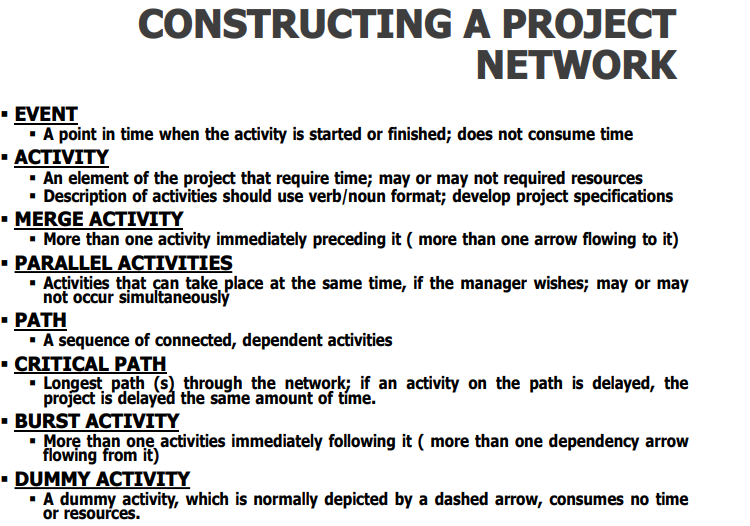 CONSTRUCTING A PROJECT
NETWORK
▪ EVENT
▪ A point in time when the activity is started or finished; does not consume time
▪ ACTIVITY
▪ An element of the project that require time; may or may not required resources
▪ Description of activities should use verb/noun format; develop project specifications
▪ MERGE ACTIVITY
▪ More than one activity immediately preceding it ( more than one arrow flowing to it)
▪ PARALLEL ACTIVITIES
▪ Activities that can take place at the same time, if the manager wishes; may or may
not occur simultaneously
▪ PATH
▪ A sequence of connected, dependent activities
▪ CRITICAL PATH
▪ Longest path (s) through the network; if an activity on the path is delayed, the
project is delayed the same amount of time.
▪ BURST ACTIVITY
▪ More than one activities immediately following it ( more than one dependency arrow
flowing from it)
▪ DUMMY ACTIVITY
▪ A dummy activity, which is normally depicted by a dashed arrow, consumes no time
or resources.